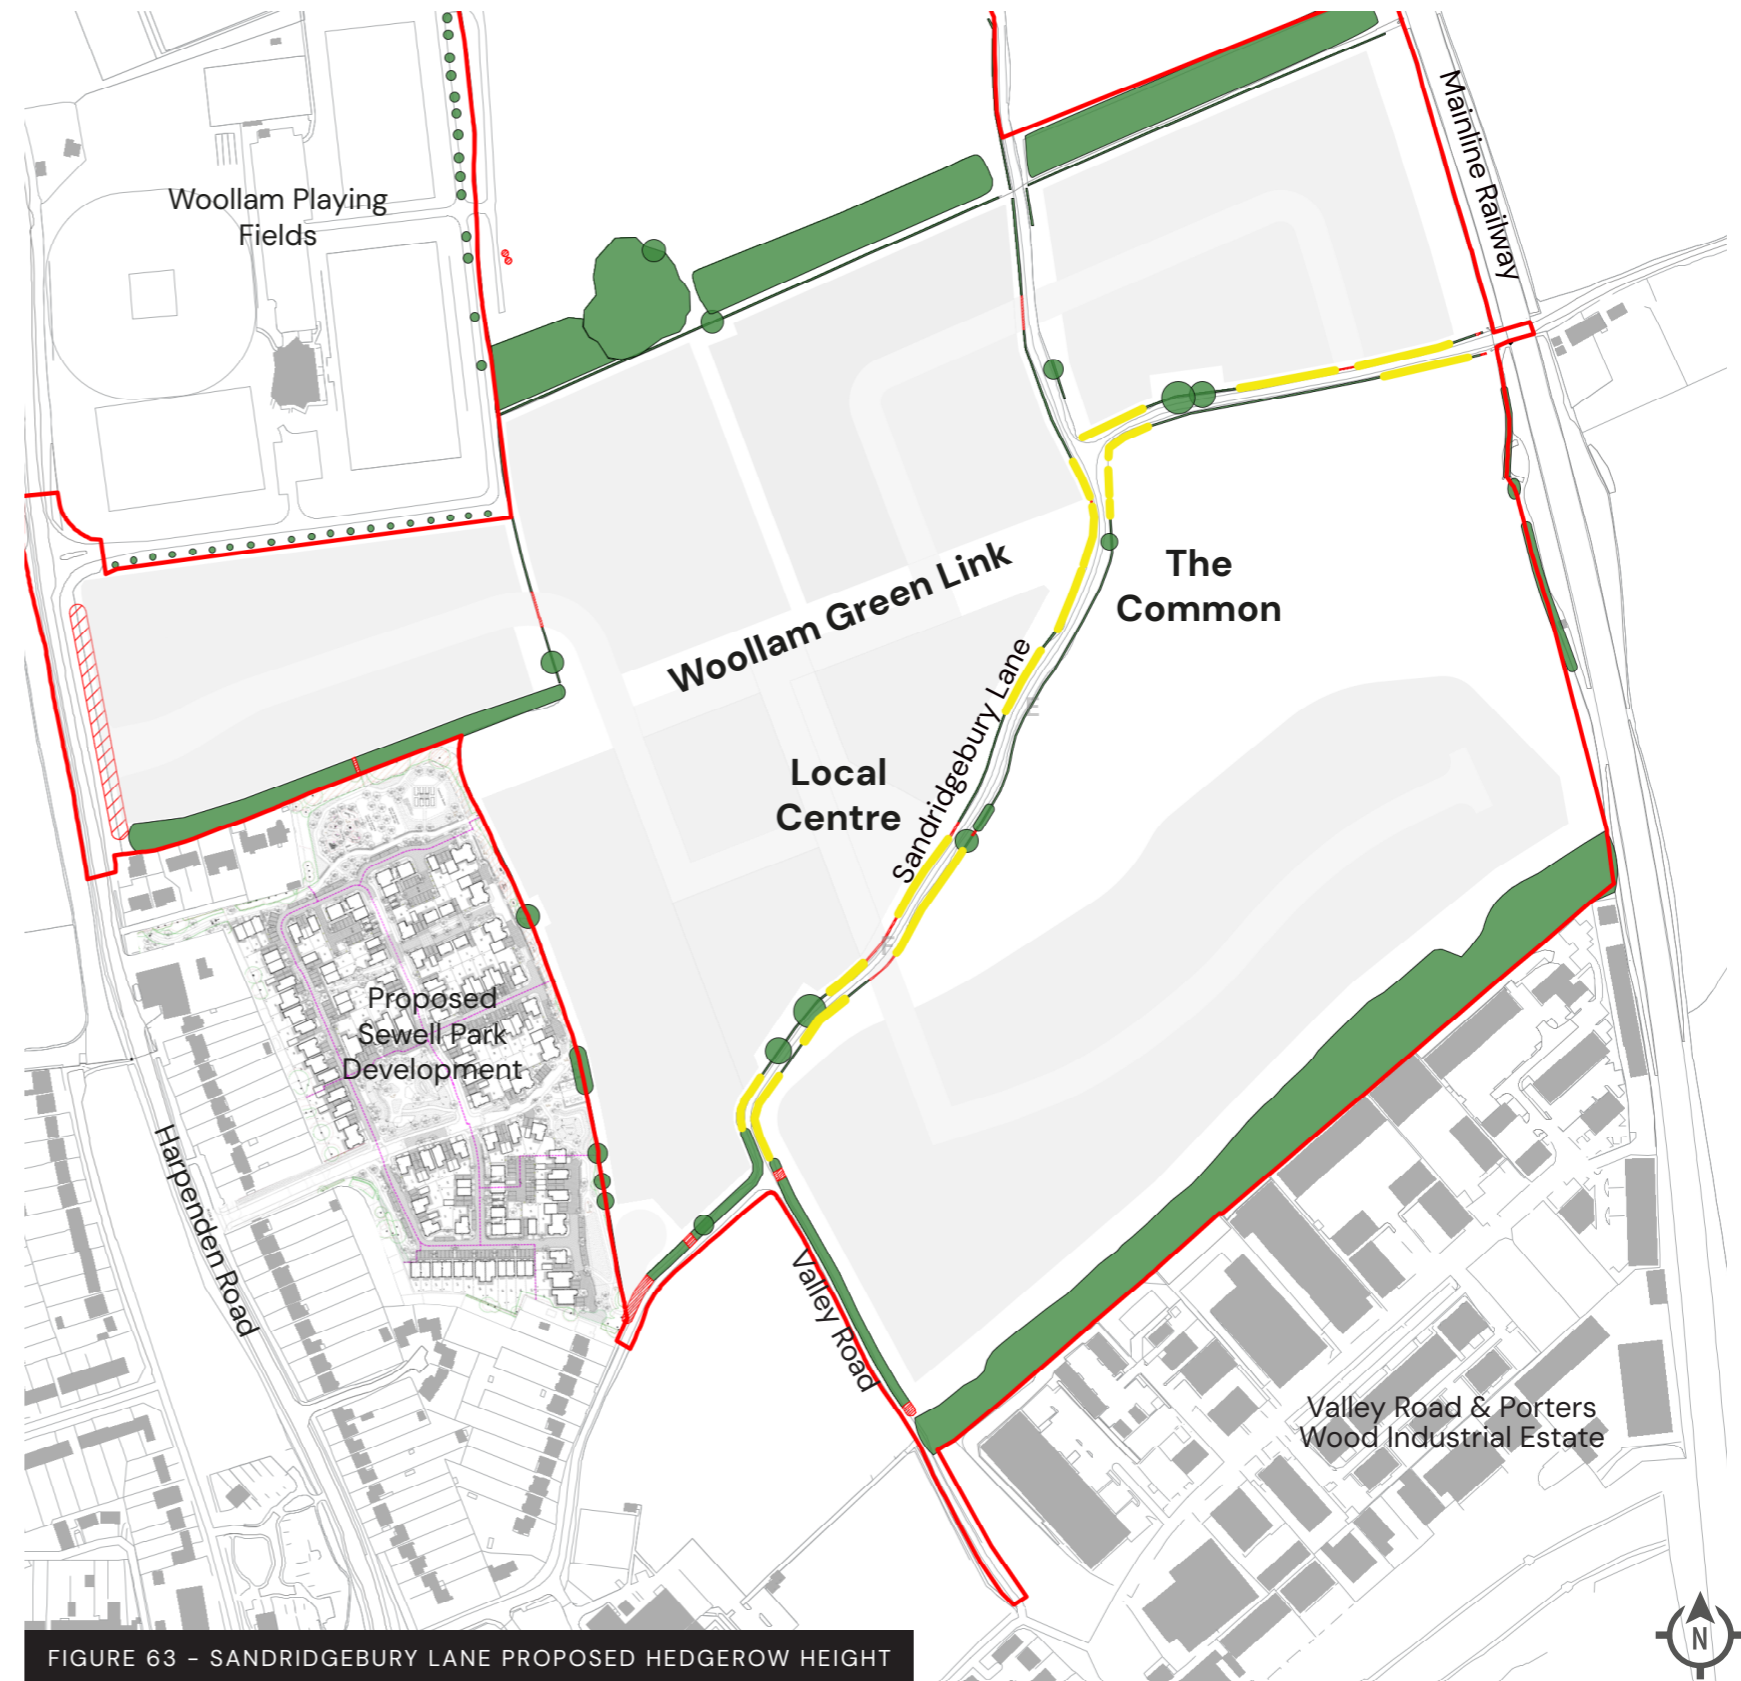 Mainline Railway
Woollam Playing
Fields
Woollam Green Link
The
Common
Sandridgebury Lane
Local
Centre
Proposed
Sewell Park
Development
Harpenden Road
Valley Road
Valley Road & Porters
Wood Industrial Estate
FIGURE 63 - SANDRIDGEBURY LANE PROPOSED HEDGEROW HEIGHT
N